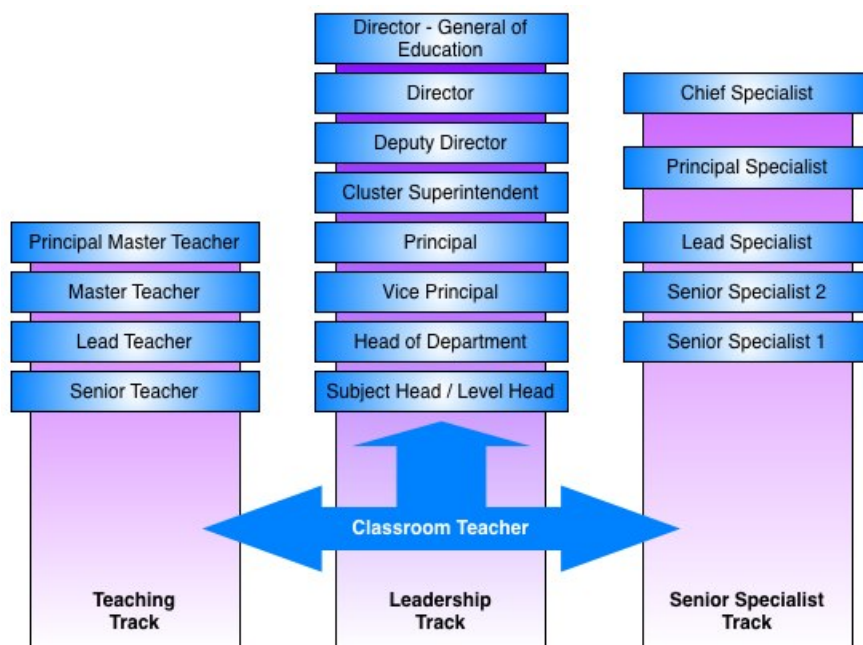 Principal Master Teacher
Master Teacher
Lead Teacher
Senior Teacher
Teaching
Track
Director - General of
Education
Director
Deputy Director
Cluster Superintendent
Principal
Vice Principal
Head of Department
Subject Head / Level Head
Classroom Teacher
Leadership
Track
Chief Specialist
Principal Specialist
Lead Specialist
Senior Specialist 2
Senior Specialist 1
Senior Specialist
Track